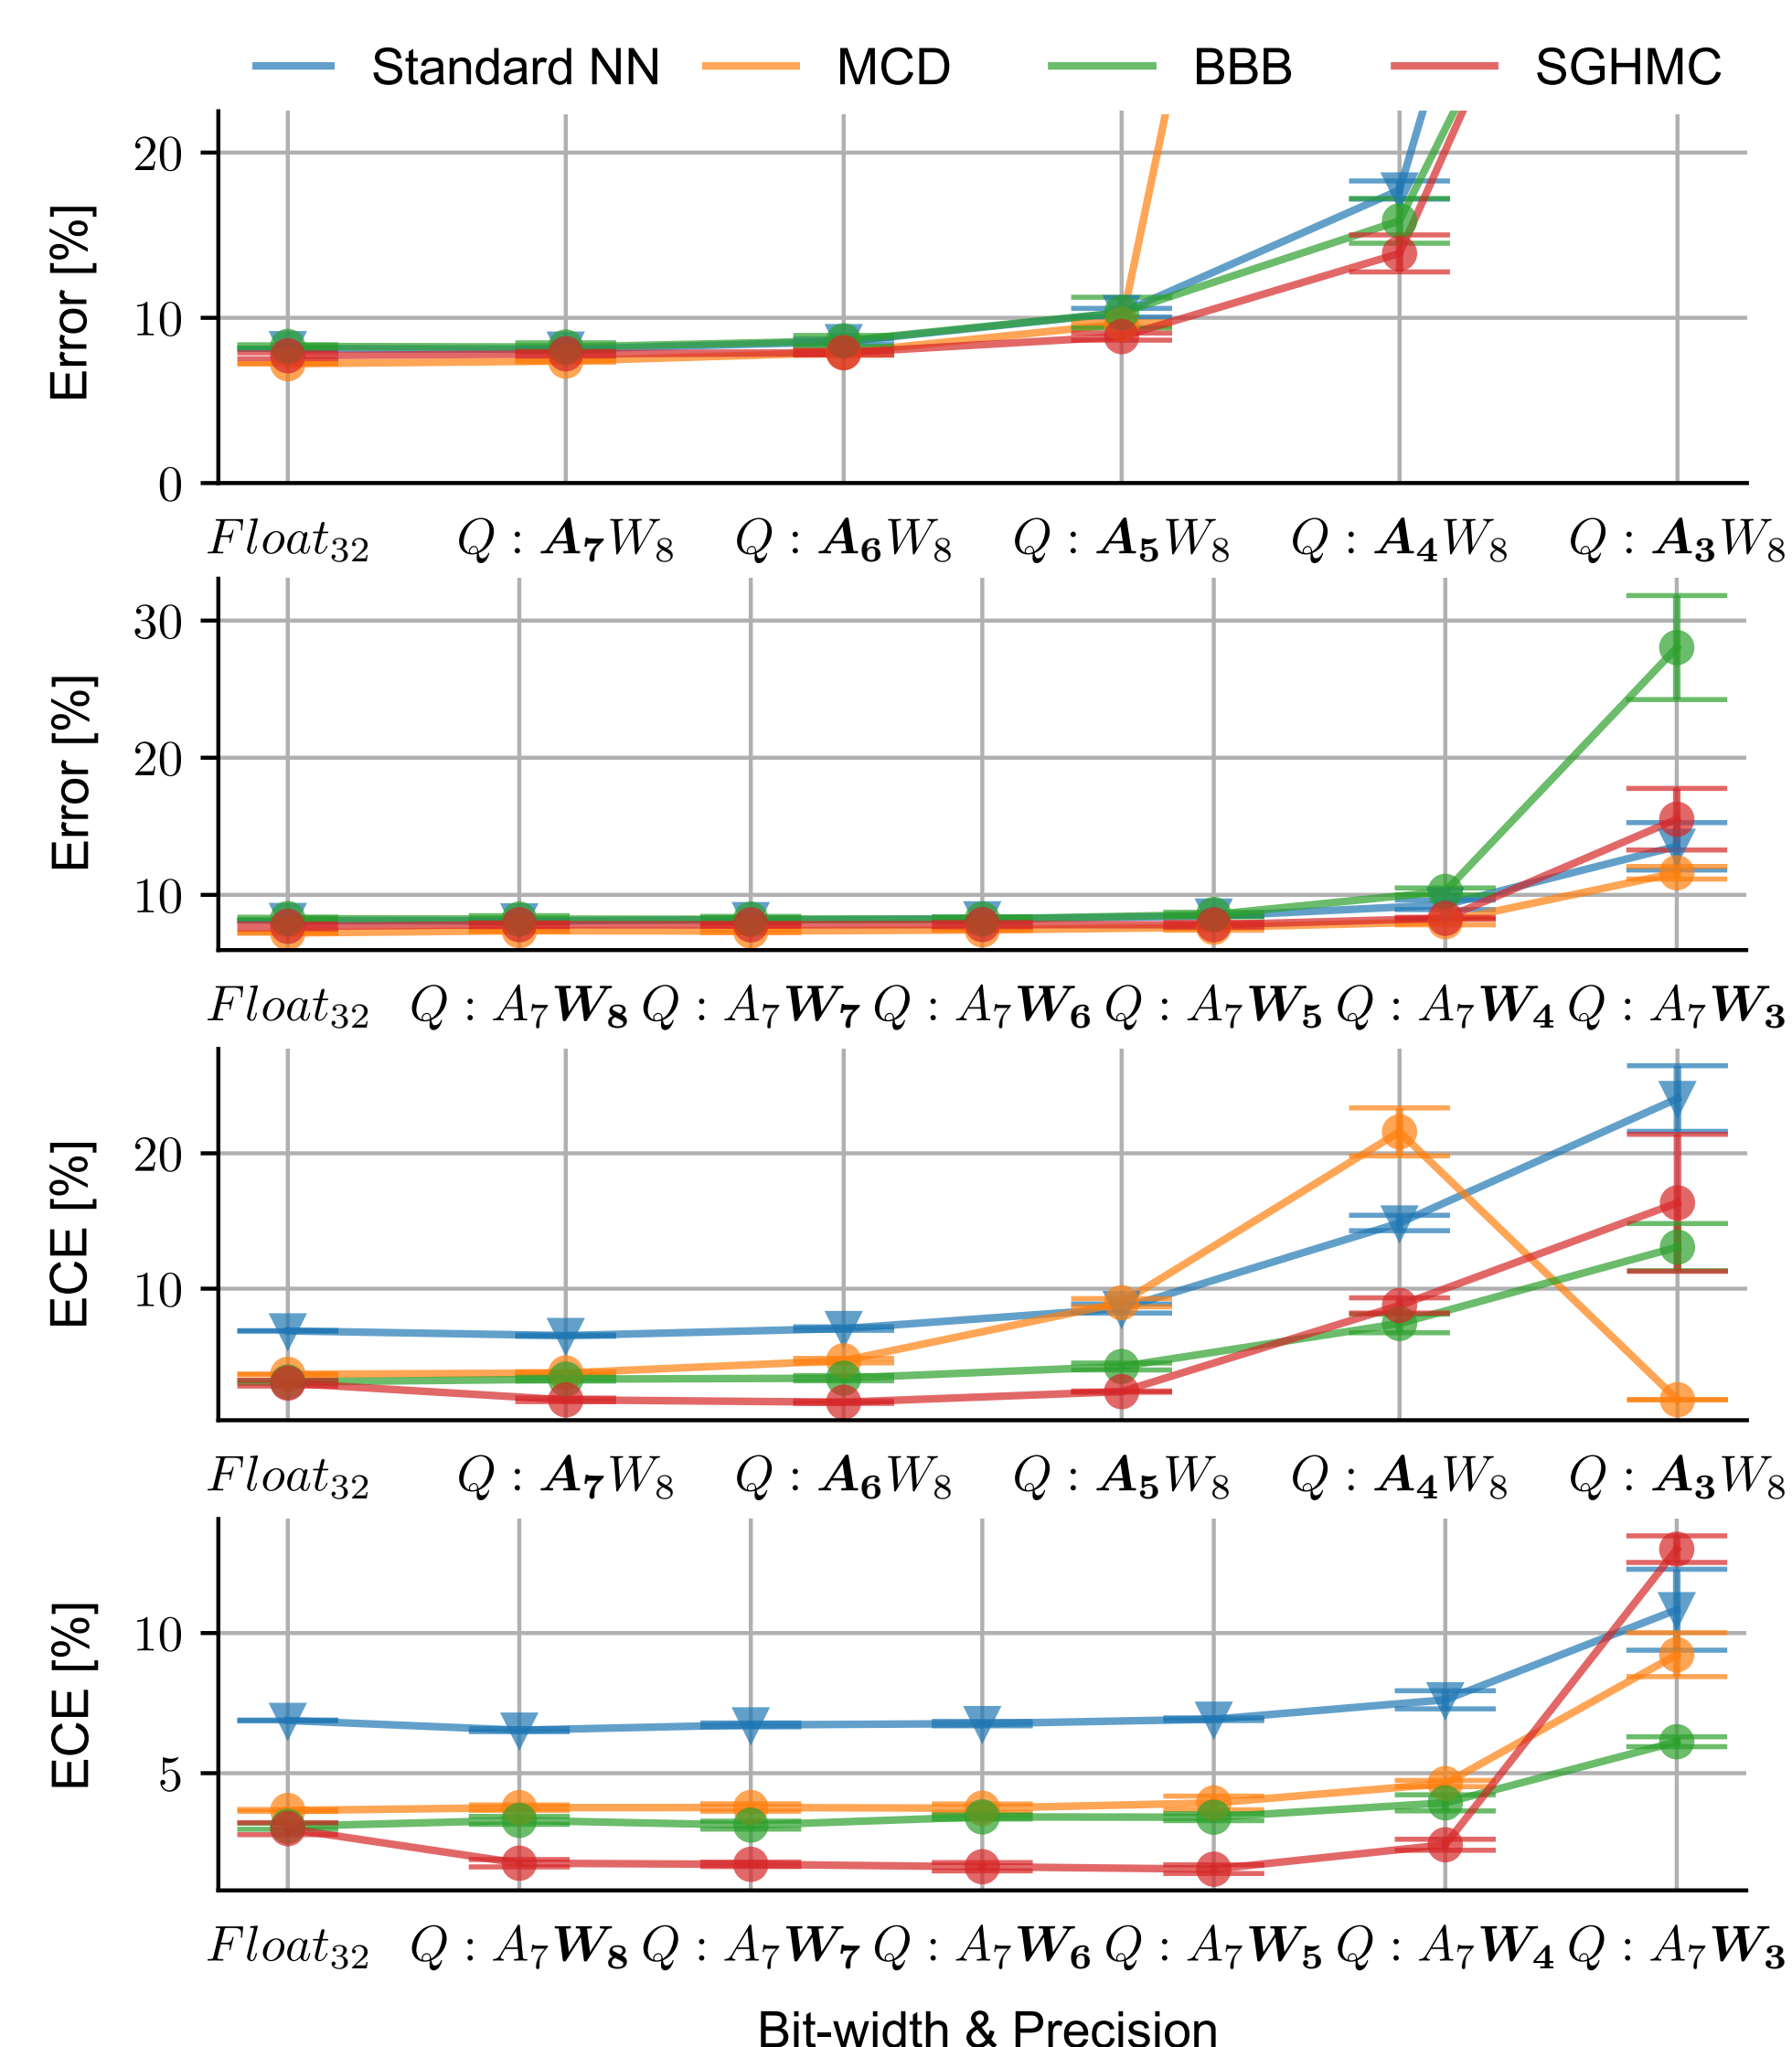 Standard NN MCD BBB SGHMC
20
10
0
Error [%]
Float₃₂ Q : A₇W₈ Q : A₆W₈ Q : A₅W₈ Q : A₄W₈ Q : A₃W₈
30
20
10
Error [%]
Float₃₂ Q : A₇W₈ Q : A₇W₇ Q : A₇W₆ Q : A₇W₅ Q : A₇W₄ Q : A₇W₃
20
10
ECE [%]
Float₃₂ Q : A₇W₈ Q : A₆W₈ Q : A₅W₈ Q : A₄W₈ Q : A₃W₈
10
5
ECE [%]
Float₃₂ Q : A₇W₈ Q : A₇W₇ Q : A₇W₆ Q : A₇W₅ Q : A₇W₄ Q : A₇W₃
Bit-width & Precision